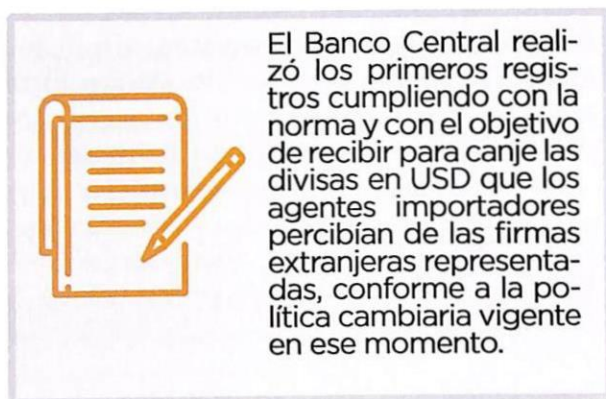 El Banco Central reali-
zó los primeros regis-
tros cumpliendo con la
norma y con el objetivo
de recibir para canje las
divisas en USD que los
agentes importadores
percibían de las firmas
extranjeras representa-
das, conforme a la po-
lítica cambiaria vigente
en ese momento.